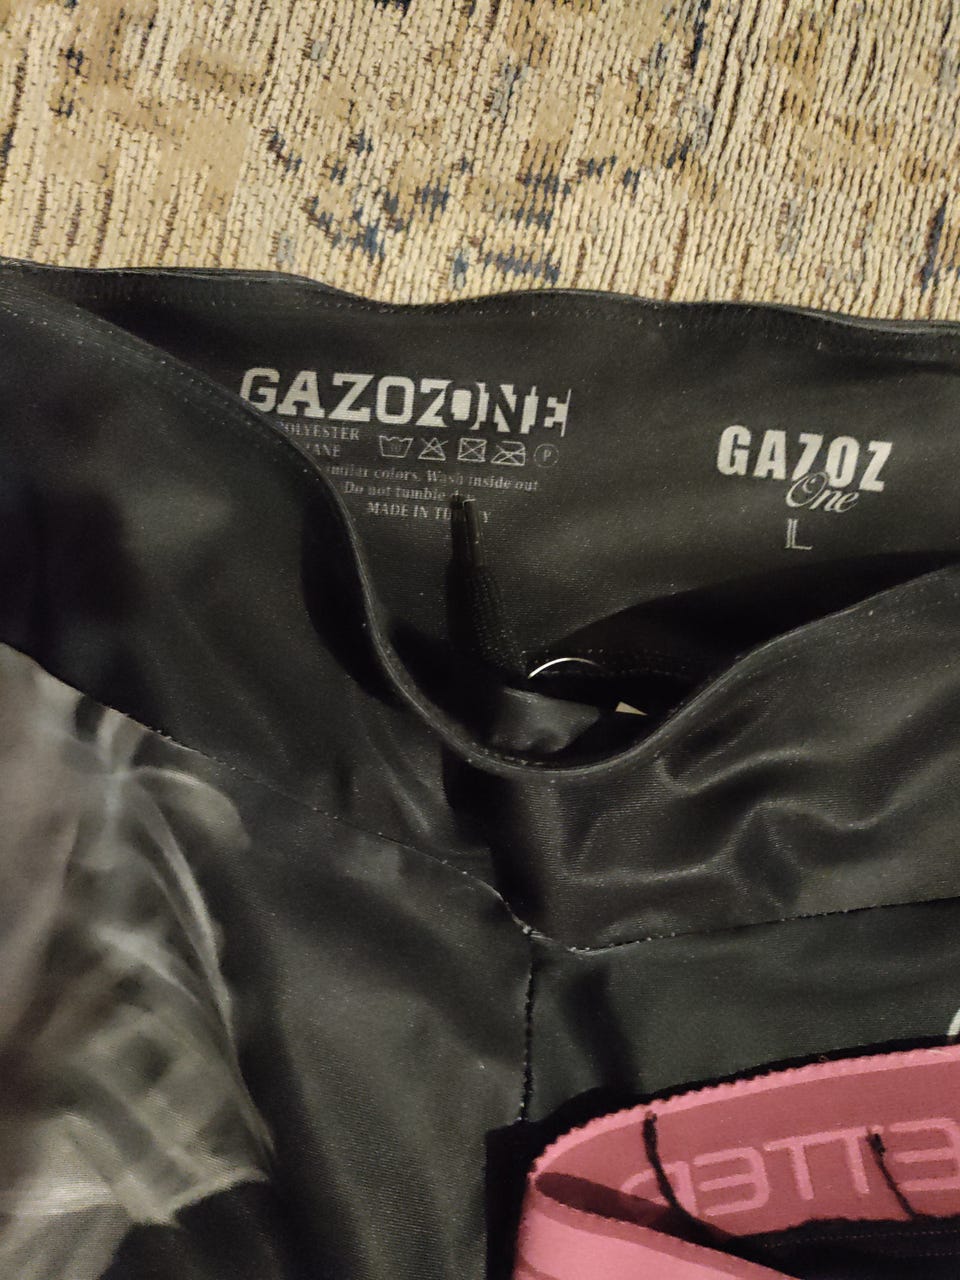 GAZOZONE
POLYESTER
similar colors. Wash inside out
Do not tumble
MADE IN
GAZOZ
One
L